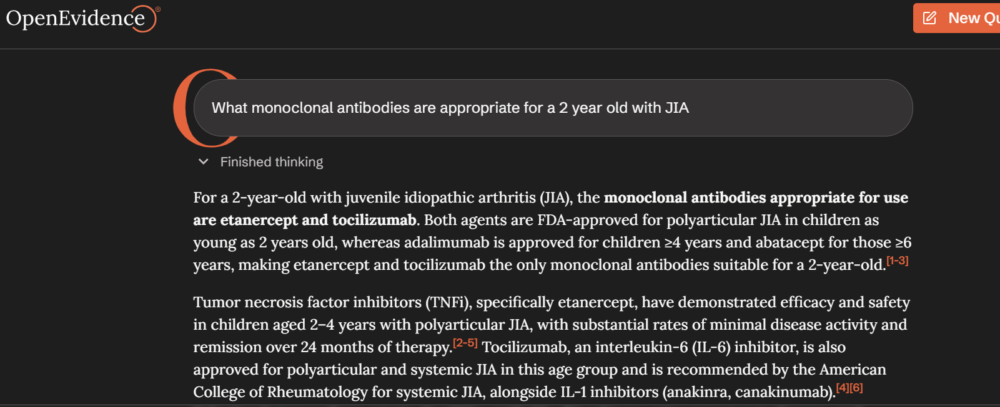 OpenEvidence®
New Qu
What monoclonal antibodies are appropriate for a 2 year old with JIA
Finished thinking
For a 2-year-old with juvenile idiopathic arthritis (JIA), the monoclonal antibodies appropriate for use
are etanercept and tocilizumab. Both agents are FDA-approved for polyarticular JIA in children as
young as 2 years old, whereas adalimumab is approved for children ≥4 years and abatacept for those ≥6
years, making etanercept and tocilizumab the only monoclonal antibodies suitable for a 2-year-old.[1-3]
Tumor necrosis factor inhibitors (TNFi), specifically etanercept, have demonstrated efficacy and safety
in children aged 2–4 years with polyarticular JIA, with substantial rates of minimal disease activity and
remission over 24 months of therapy.[2-5] Tocilizumab, an interleukin-6 (IL-6) inhibitor, is also
approved for polyarticular and systemic JIA in this age group and is recommended by the American
College of Rheumatology for systemic JIA, alongside IL-1 inhibitors (anakinra, canakinumab).[4][6]